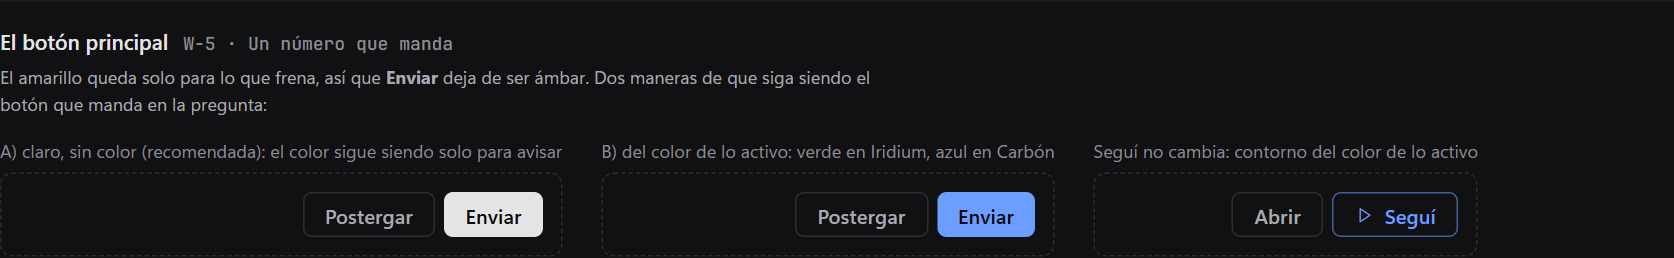 El botón principal W-5 · Un número que manda
El amarillo queda solo para lo que frena, así que Enviar deja de ser ámbar. Dos maneras de que siga siendo el
botón que manda en la pregunta:
A) claro, sin color (recomendada): el color sigue siendo solo para avisar
Postergar Enviar
B) del color de lo activo: verde en Iridium, azul en Carbón
Postergar Enviar
Seguí no cambia: contorno del color de lo activo
Abrir Seguí